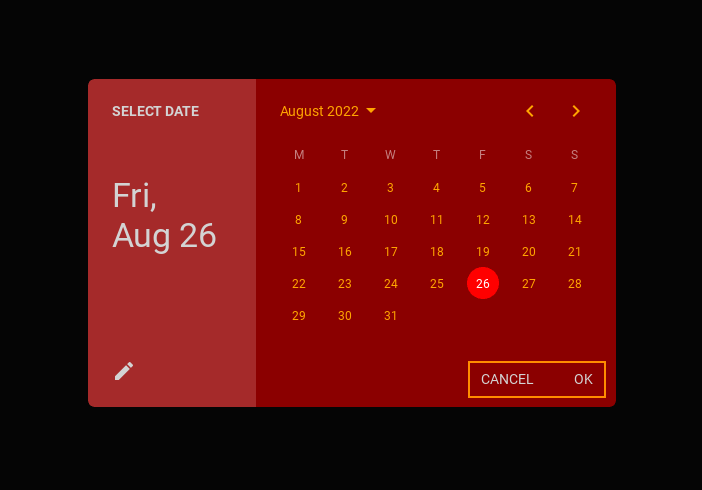 SELECT DATE
Fri,
Aug 26
August 2022
M T W T F S S
1 2 3 4 5 6 7
8 9 10 11 12 13 14
15 16 17 18 19 20 21
22 23 24 25 26 27 28
29 30 31
CANCEL OK